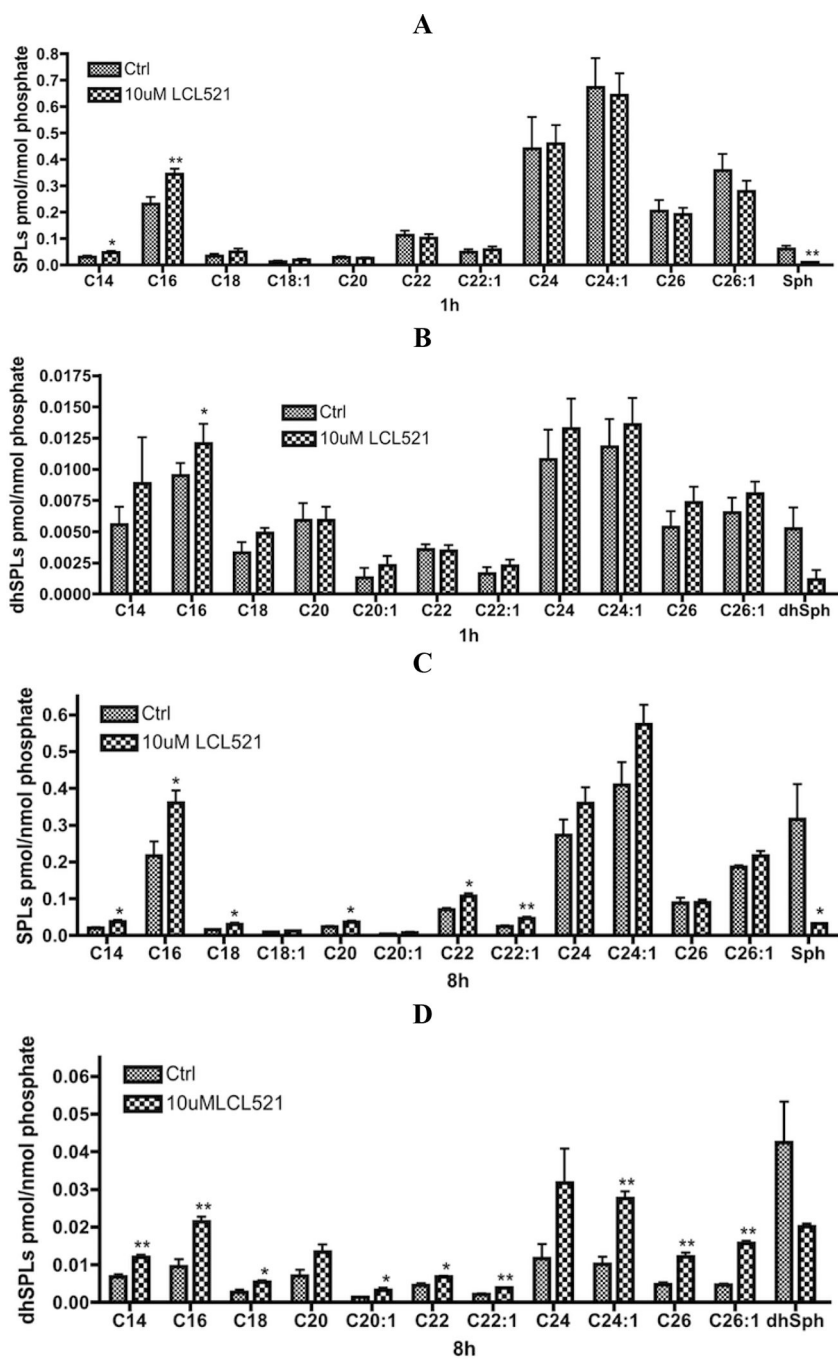 A
SPLs pmol/nmol phosphate
0.8
0.7
0.6
0.5
0.4
0.3
0.2
0.1
0.0
Ctrl
10uM LCL521
* ** **
C14 C16 C18 C18:1 C20 C22 C22:1 C24 C24:1 C26 C26:1 Sph
1h
B
dhSPLs pmol/nmol phosphate
0.0175
0.0150
0.0125
0.0100
0.0075
0.0050
0.0025
0.0000
Ctrl
10uM LCL521
*
C14 C16 C18 C20 C20:1 C22 C22:1 C24 C24:1 C26 C26:1 dhSph
1h
C
SPLs pmol/nmol phosphate
0.6
0.5
0.4
0.3
0.2
0.1
0.0
Ctrl
10uM LCL521
* * * * * ** *
C14 C16 C18 C18:1 C20 C20:1 C22 C22:1 C24 C24:1 C26 C26:1 Sph
8h
D
dhSPLs pmol/nmol phosphate
0.06
0.05
0.04
0.03
0.02
0.01
0.00
Ctrl
10uMLCL521
** ** * * * ** ** ** **
C14 C16 C18 C20 C20:1 C22 C22:1 C24 C24:1 C26 C26:1 dhSph
8h